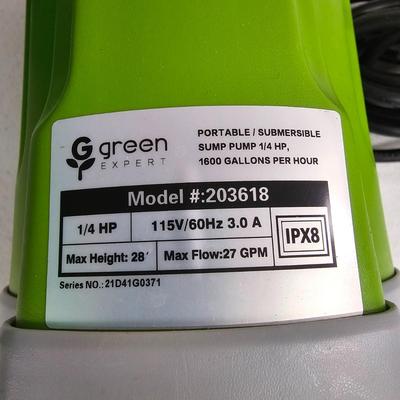 green
EXPERT
PORTABLE / SUBMERSIBLE
SUMP PUMP 1/4 HP,
1600 GALLONS PER HOUR
Model #:203618
1/4 HP
115V/60Hz 3.0 A
IPX8
Max Height: 28′
Max Flow:27 GPM
Series NO.: 21D41G0371